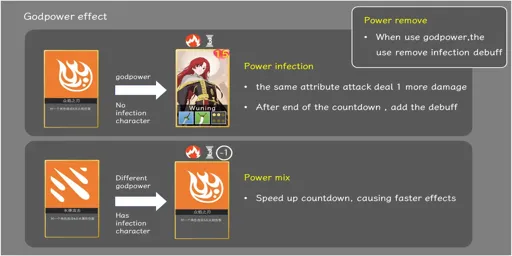 Godpower effect
Power remove
• When use godpower,the
use remove infection debuff
15
godpower
No
infection
character
Wuning
Power infection
• the same attribute attack deal 1 more damage
• After end of the countdown , add the debuff
-1
Different
godpower
Has
infection
character
Power mix
• Speed up countdown, causing faster effects